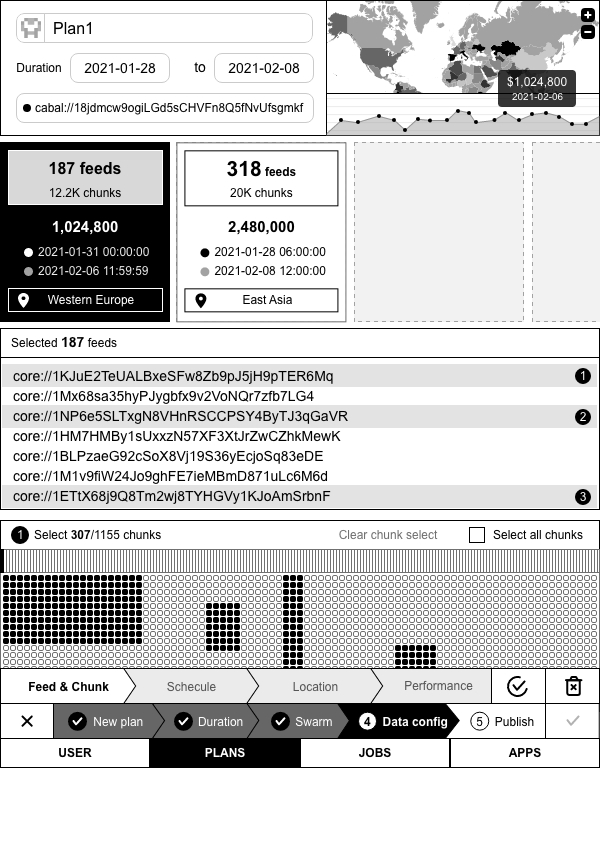 Plan1
Duration 2021-01-28 to 2021-02-08
cabal://18jdmcw9ogiLGd5sCHVFn8Q5fNvUfsgmkf
$1,024,800
2021-02-06
187 feeds
12.2K chunks
1,024,800
2021-01-31 00:00:00
2021-02-06 11:59:59
Western Europe
318 feeds
20K chunks
2,480,000
2021-01-28 06:00:00
2021-02-08 12:00:00
East Asia
Selected 187 feeds
core://1KJuE2TeUALBxeSFw8Zb9pJ5jH9pTER6Mq 1
core://1Mx68sa35hyPJygbfx9v2VoNQr7zfb7LG4
core://1NP6e5SLTxgN8VHnRSCCPSY4ByTJ3qGaVR 2
core://1HM7HMBy1sUxxzN57XF3XtJrZwCZhkMewK
core://1BLPzaeG92cSoX8Vj19S36yEcjoSq83eDE
core://1M1v9fiW24Jo9ghFE7ieMBmD871uLc6M6d
core://1ETtX68j9Q8Tm2wj8TYHGVy1KJoAmSrbnF 3
1 Select 307/1155 chunks Clear chunk select Select all chunks
Feed & Chunk Schecule Location Performance
New plan Duration Swarm 4 Data config 5 Publish
USER PLANS JOBS APPS